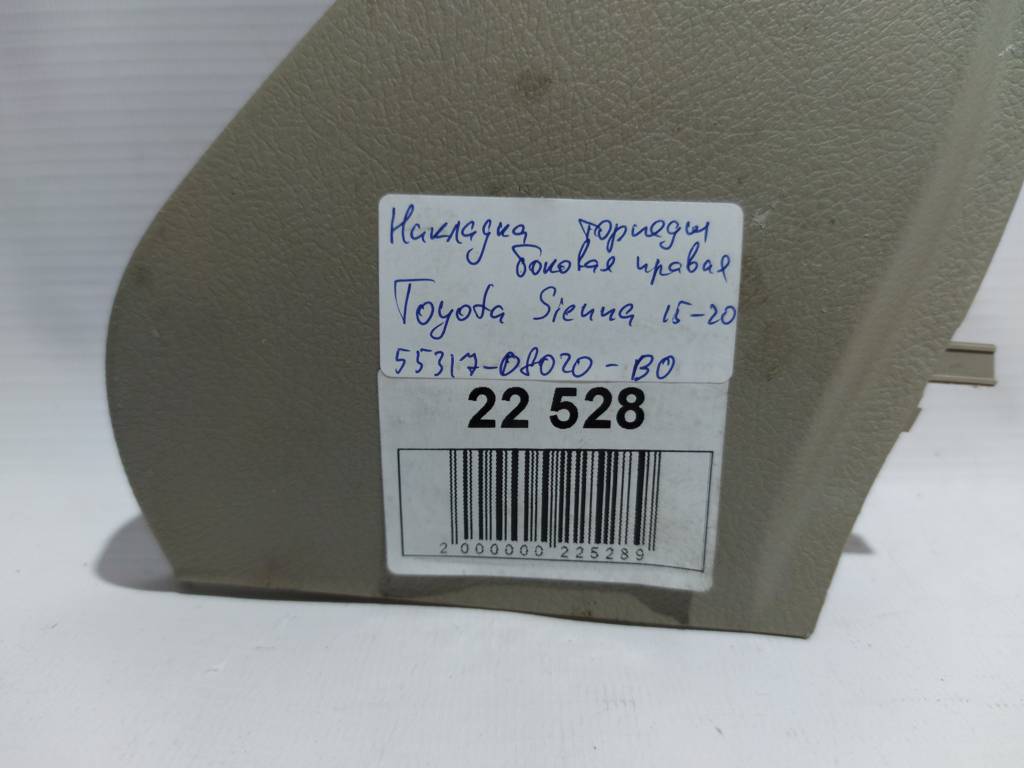 Накладка торпеды
боковая правая
Toyota Sienna 15-20
55317-08020-B0
22 528
2 000000 225289